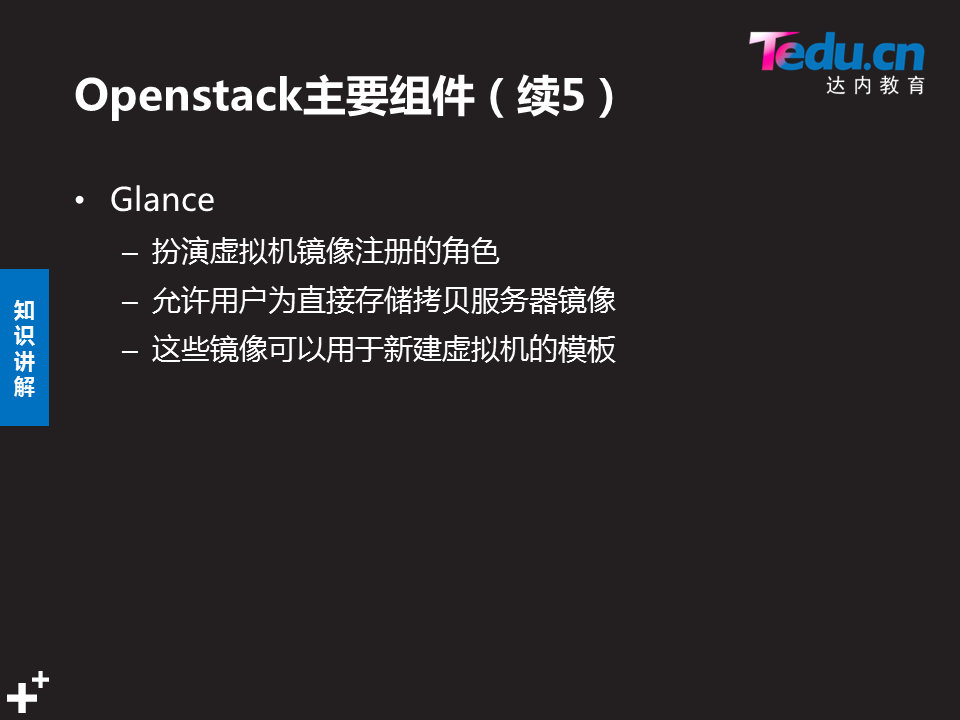 Tedu.cn
达内教育
Openstack主要组件（续5）
• Glance
– 扮演虚拟机镜像注册的角色
– 允许用户为直接存储拷贝服务器镜像
– 这些镜像可以用于新建虚拟机的模板
知识讲解